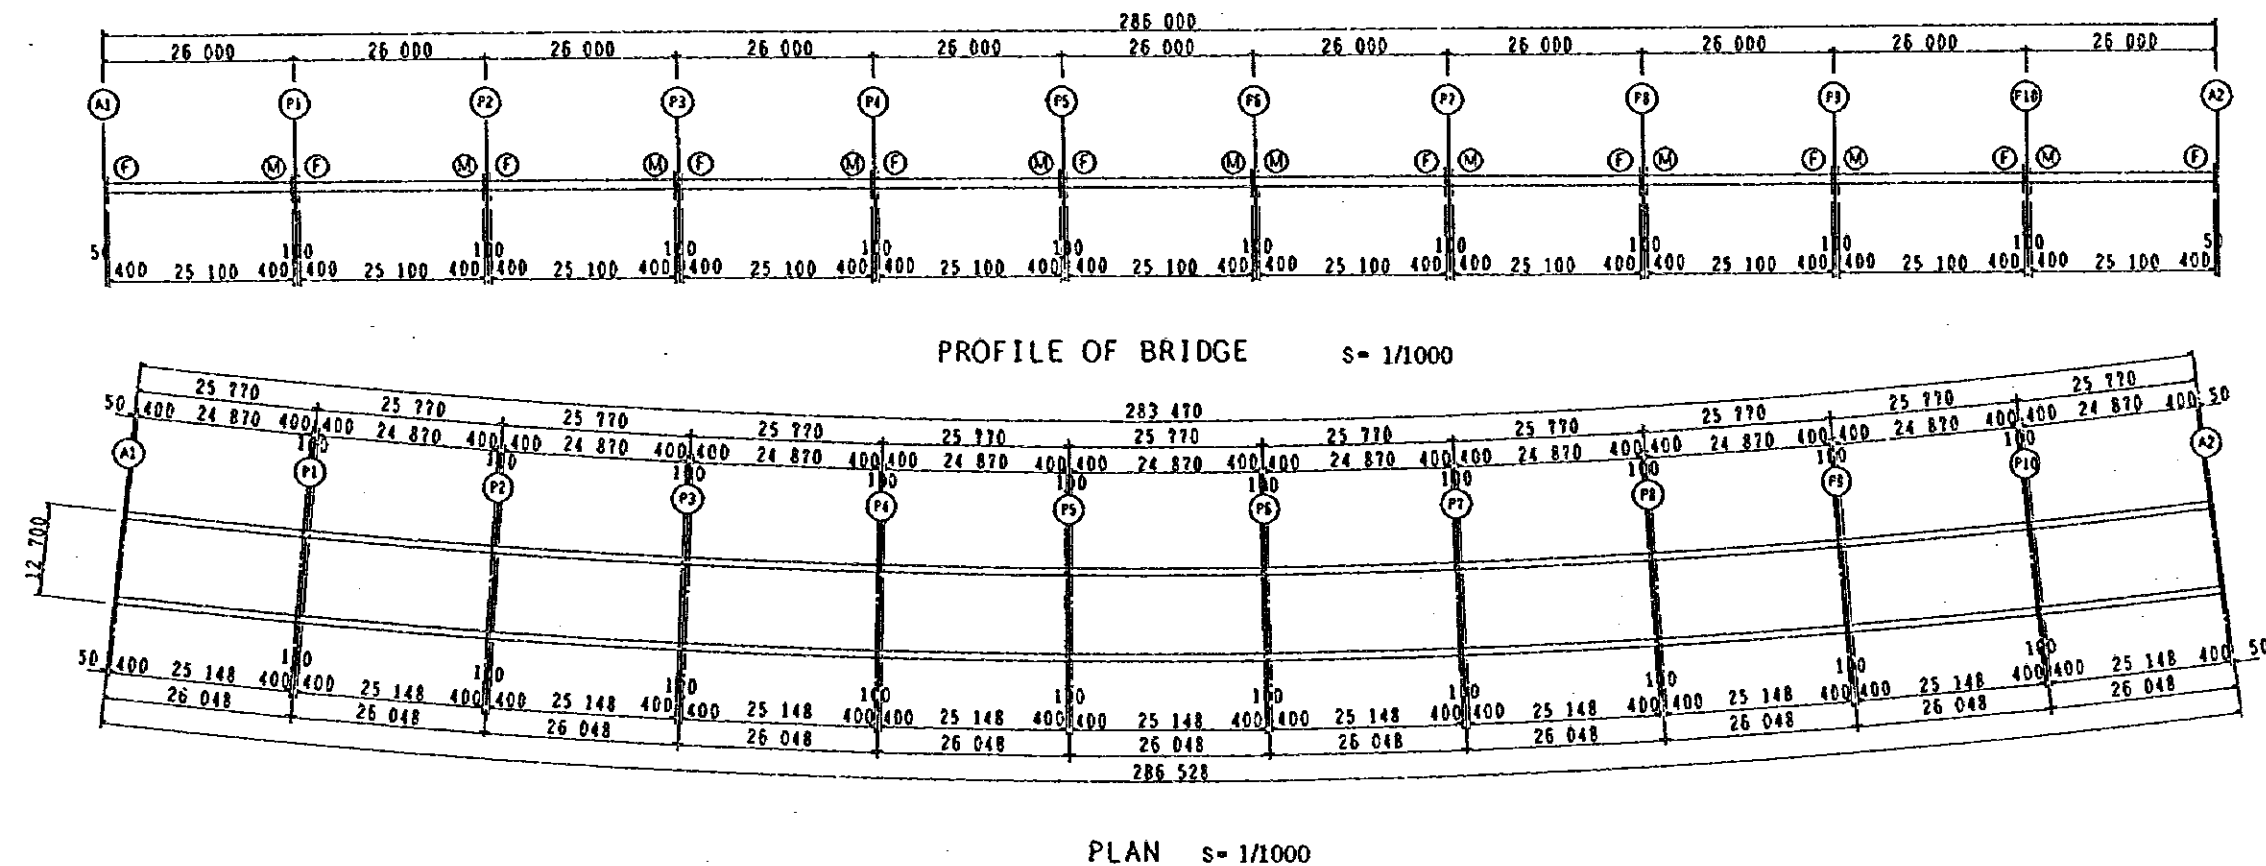 286 000
26 000 26 000 26 000 26 000 26 000 26 000 26 000 26 000 26 000 26 000 26 000
A1 P1 P2 P3 P4 P5 P6 P7 P8 P9 P10 A2
F M F M F M F M F M F M M F M F M F M F M F
50 100 100 100 100 100 100 100 100 100 100 50
400 25 100 400 400 25 100 400 400 25 100 400 400 25 100 400 400 25 100 400 400 25 100 400 400 25 100 400 400 25 100 400 400 25 100 400 400 25 100 400 400 25 100 400
PROFILE OF BRIDGE S= 1/1000
283 470
25 770 25 770 25 770 25 770 25 770 25 770 25 770 25 770 25 770 25 770 25 770
50 400 24 870 400 400 24 870 400 400 24 870 400 400 24 870 400 400 24 870 400 400 24 870 400 400 24 870 400 400 24 870 400 400 24 870 400 400 24 870 400 400 24 870 400 50
100 100 100 100 100 100 100 100 100 100
A1 P1 P2 P3 P4 P5 P6 P7 P8 P9 P10 A2
12 700
100 100 100 100 100 100 100 100 100 100
50 400 25 148 400 400 25 148 400 400 25 148 400 400 25 148 400 400 25 148 400 400 25 148 400 400 25 148 400 400 25 148 400 400 25 148 400 400 25 148 400 400 25 148 400 50
26 048 26 048 26 048 26 048 26 048 26 048 26 048 26 048 26 048 26 048 26 048
286 528
PLAN S= 1/1000